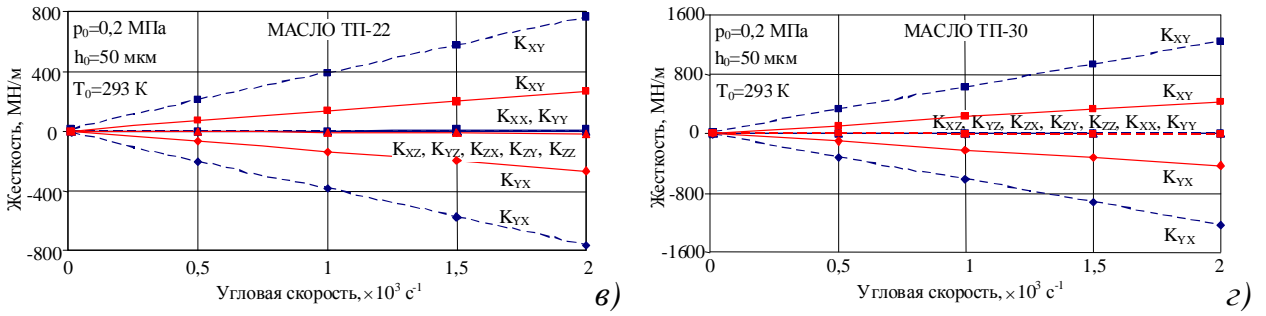 800
400
0
-400
-800
Жесткость, МН/м
p₀=0,2 МПа
h₀=50 мкм
T₀=293 К
МАСЛО ТП-22
K_XY
K_XY
K_XX, K_YY
K_XZ, K_YZ, K_ZX, K_ZY, K_ZZ
K_YX
K_YX
0 0,5 1 1,5 2
Угловая скорость, ×10³ с⁻¹
в)
1600
800
0
-800
-1600
Жесткость, МН/м
p₀=0,2 МПа
h₀=50 мкм
T₀=293 К
МАСЛО ТП-30
K_XY
K_XY
K_XZ, K_YZ, K_ZX, K_ZY, K_ZZ, K_XX, K_YY
K_YX
K_YX
0 0,5 1 1,5 2
Угловая скорость, ×10³ с⁻¹
г)